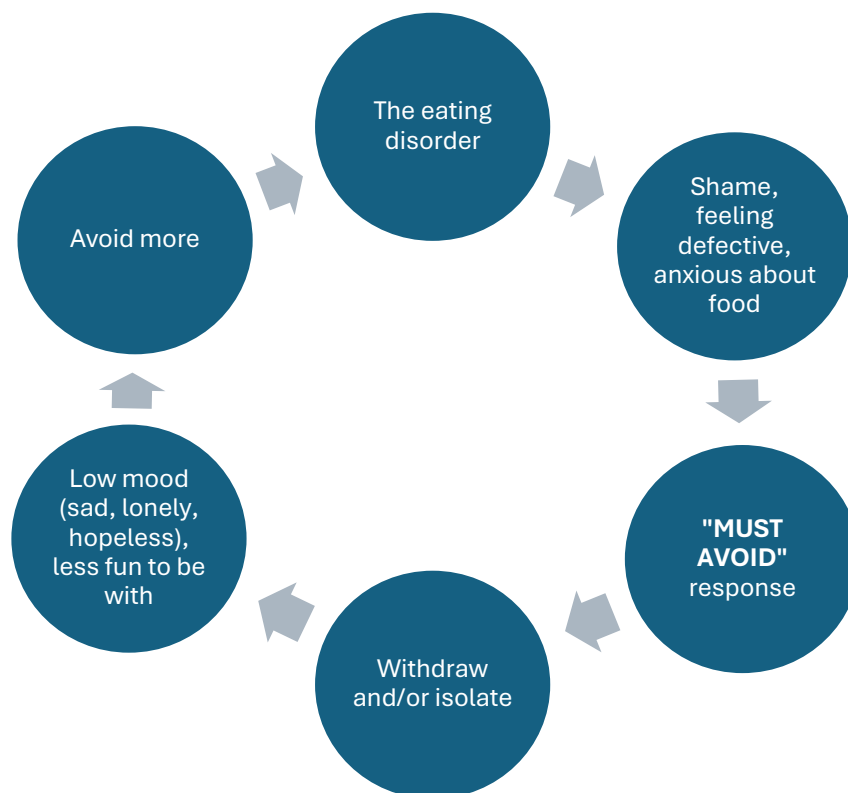 The eating
disorder
Shame,
feeling
defective,
anxious about
food
"MUST
AVOID"
response
Withdraw
and/or isolate
Low mood
(sad, lonely,
hopeless),
less fun to be
with
Avoid more